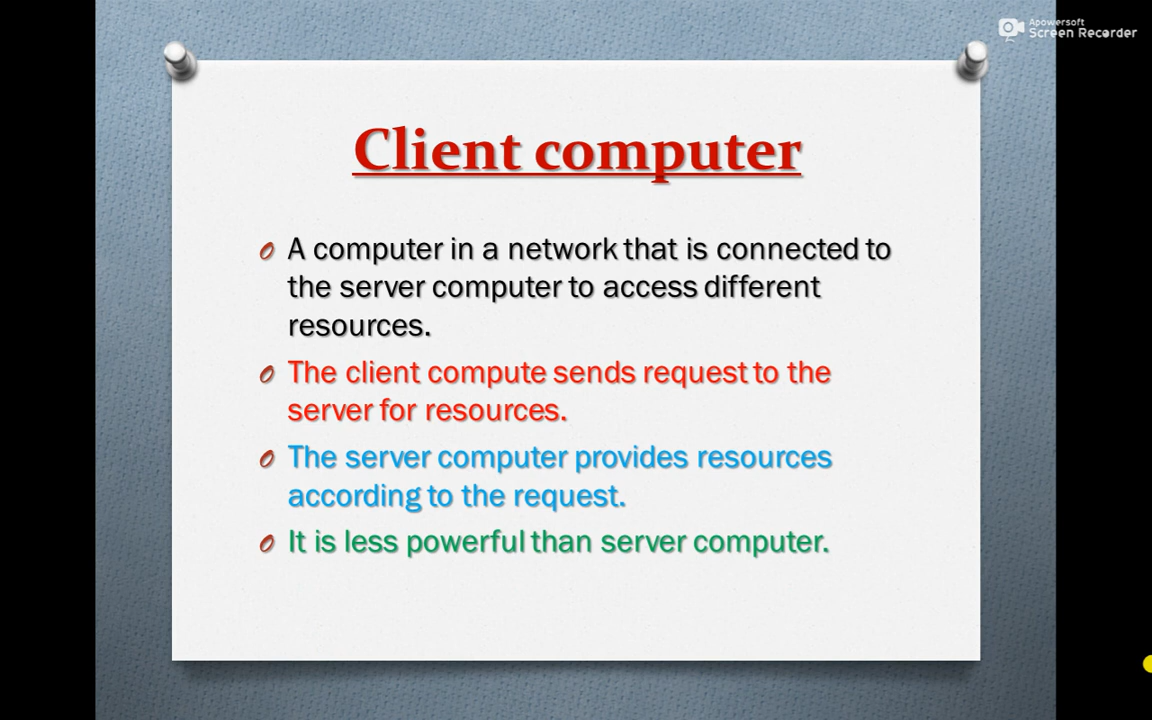 Apowersoft
Screen Recorder
Client computer
A computer in a network that is connected to
the server computer to access different
resources.
The client compute sends request to the
server for resources.
The server computer provides resources
according to the request.
It is less powerful than server computer.